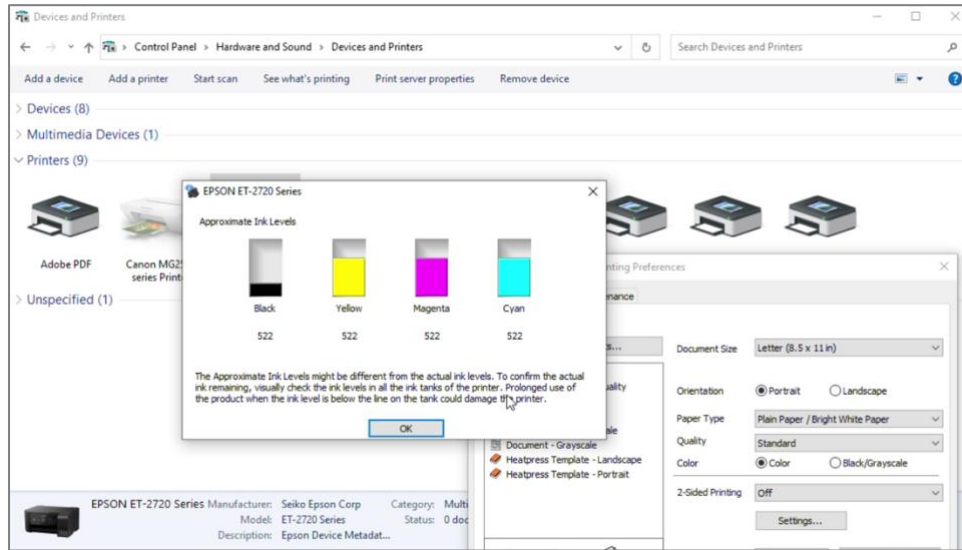 Devices and Printers
Control Panel > Hardware and Sound > Devices and Printers
Search Devices and Printers
Add a device Add a printer Start scan See what's printing Print server properties Remove device
Devices (8)
Multimedia Devices (1)
Printers (9)
Adobe PDF
Canon MG25
series Print
Unspecified (1)
EPSON ET-2720 Series
Approximate Ink Levels
Black Yellow Magenta Cyan
522 522 522 522
The Approximate Ink Levels might be different from the actual ink levels. To confirm the actual
ink remaining, visually check the ink levels in all the ink tanks of the printer. Prolonged use of
the product when the ink level is below the line on the tank could damage the printer.
OK
nting Preferences
nance
s...
Document Size Letter (8.5 x 11 in)
uality
Orientation Portrait Landscape
Paper Type Plain Paper / Bright White Paper
ale
Document - Grayscale
Quality Standard
Heatpress Template - Landscape
Color Color Black/Grayscale
Heatpress Template - Portrait
2-Sided Printing Off
Settings...
EPSON ET-2720 Series Manufacturer: Seiko Epson Corp Category: Multi
Model: ET-2720 Series Status: 0 doc
Description: Epson Device Metadat...